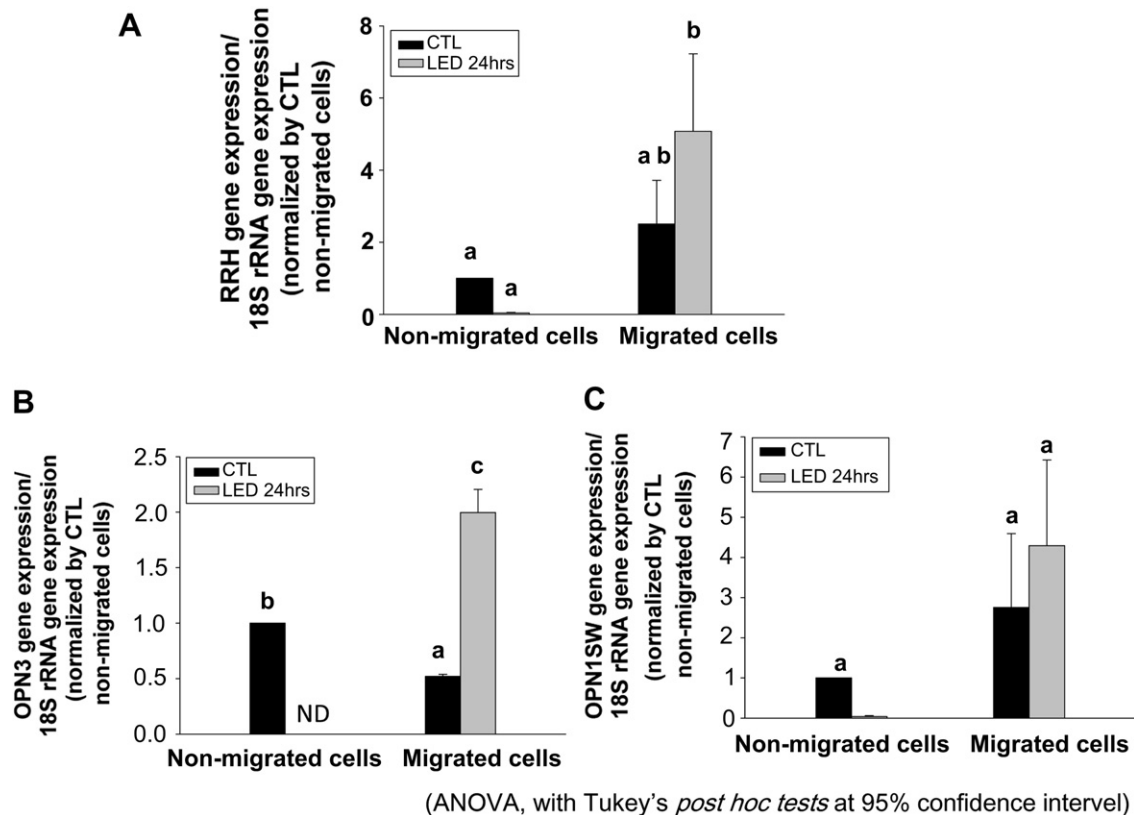 A
RRH gene expression/
18S rRNA gene expression
(normalized by CTL
non-migrated cells)
8
6
4
2
0
CTL
LED 24hrs
a
a
a b
b
Non-migrated cells
Migrated cells
B
OPN3 gene expression/
18S rRNA gene expression
(normalized by CTL
non-migrated cells)
2.5
2.0
1.5
1.0
0.5
0.0
CTL
LED 24hrs
b
ND
a
c
Non-migrated cells
Migrated cells
C
OPN1SW gene expression/
18S rRNA gene expression
(normalized by CTL
non-migrated cells)
7
6
5
4
3
2
1
0
CTL
LED 24hrs
a
a
a
Non-migrated cells
Migrated cells
(ANOVA, with Tukey's post hoc tests at 95% confidence intervel)